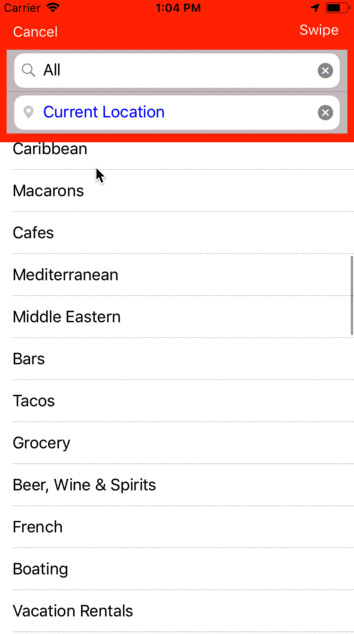 Carrier 1:04 PM
Cancel Swipe
All
Current Location
Caribbean
Macarons
Cafes
Mediterranean
Middle Eastern
Bars
Tacos
Grocery
Beer, Wine & Spirits
French
Boating
Vacation Rentals